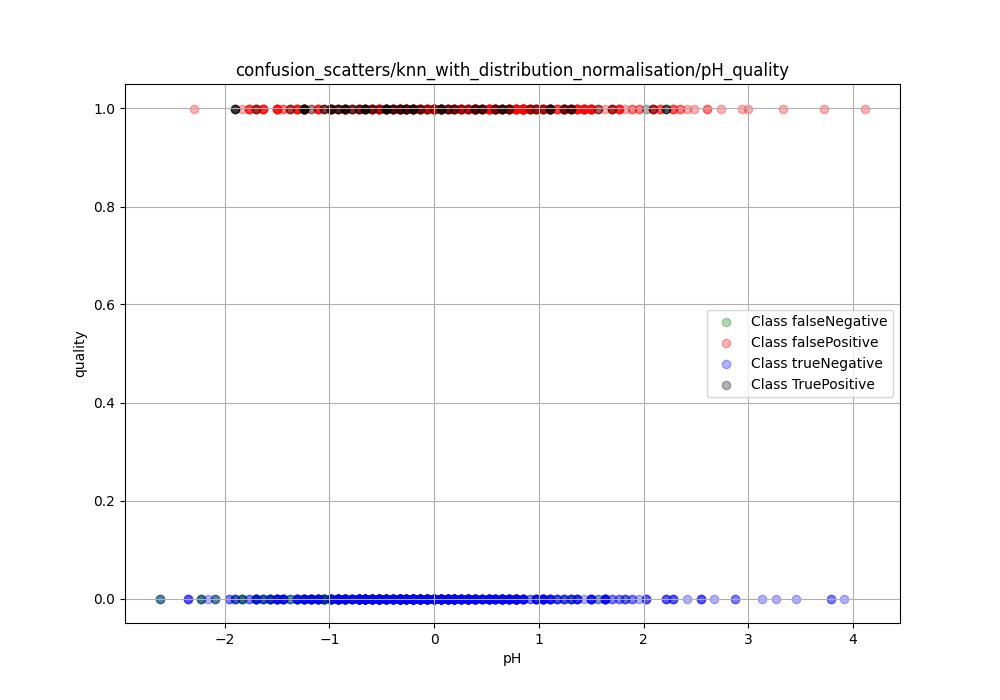 confusion_scatters/knn_with_distribution_normalisation/pH_quality
1.0
0.8
0.6
0.4
0.2
0.0
quality
Class falseNegative
Class falsePositive
Class trueNegative
Class TruePositive
−2 −1 0 1 2 3 4
pH